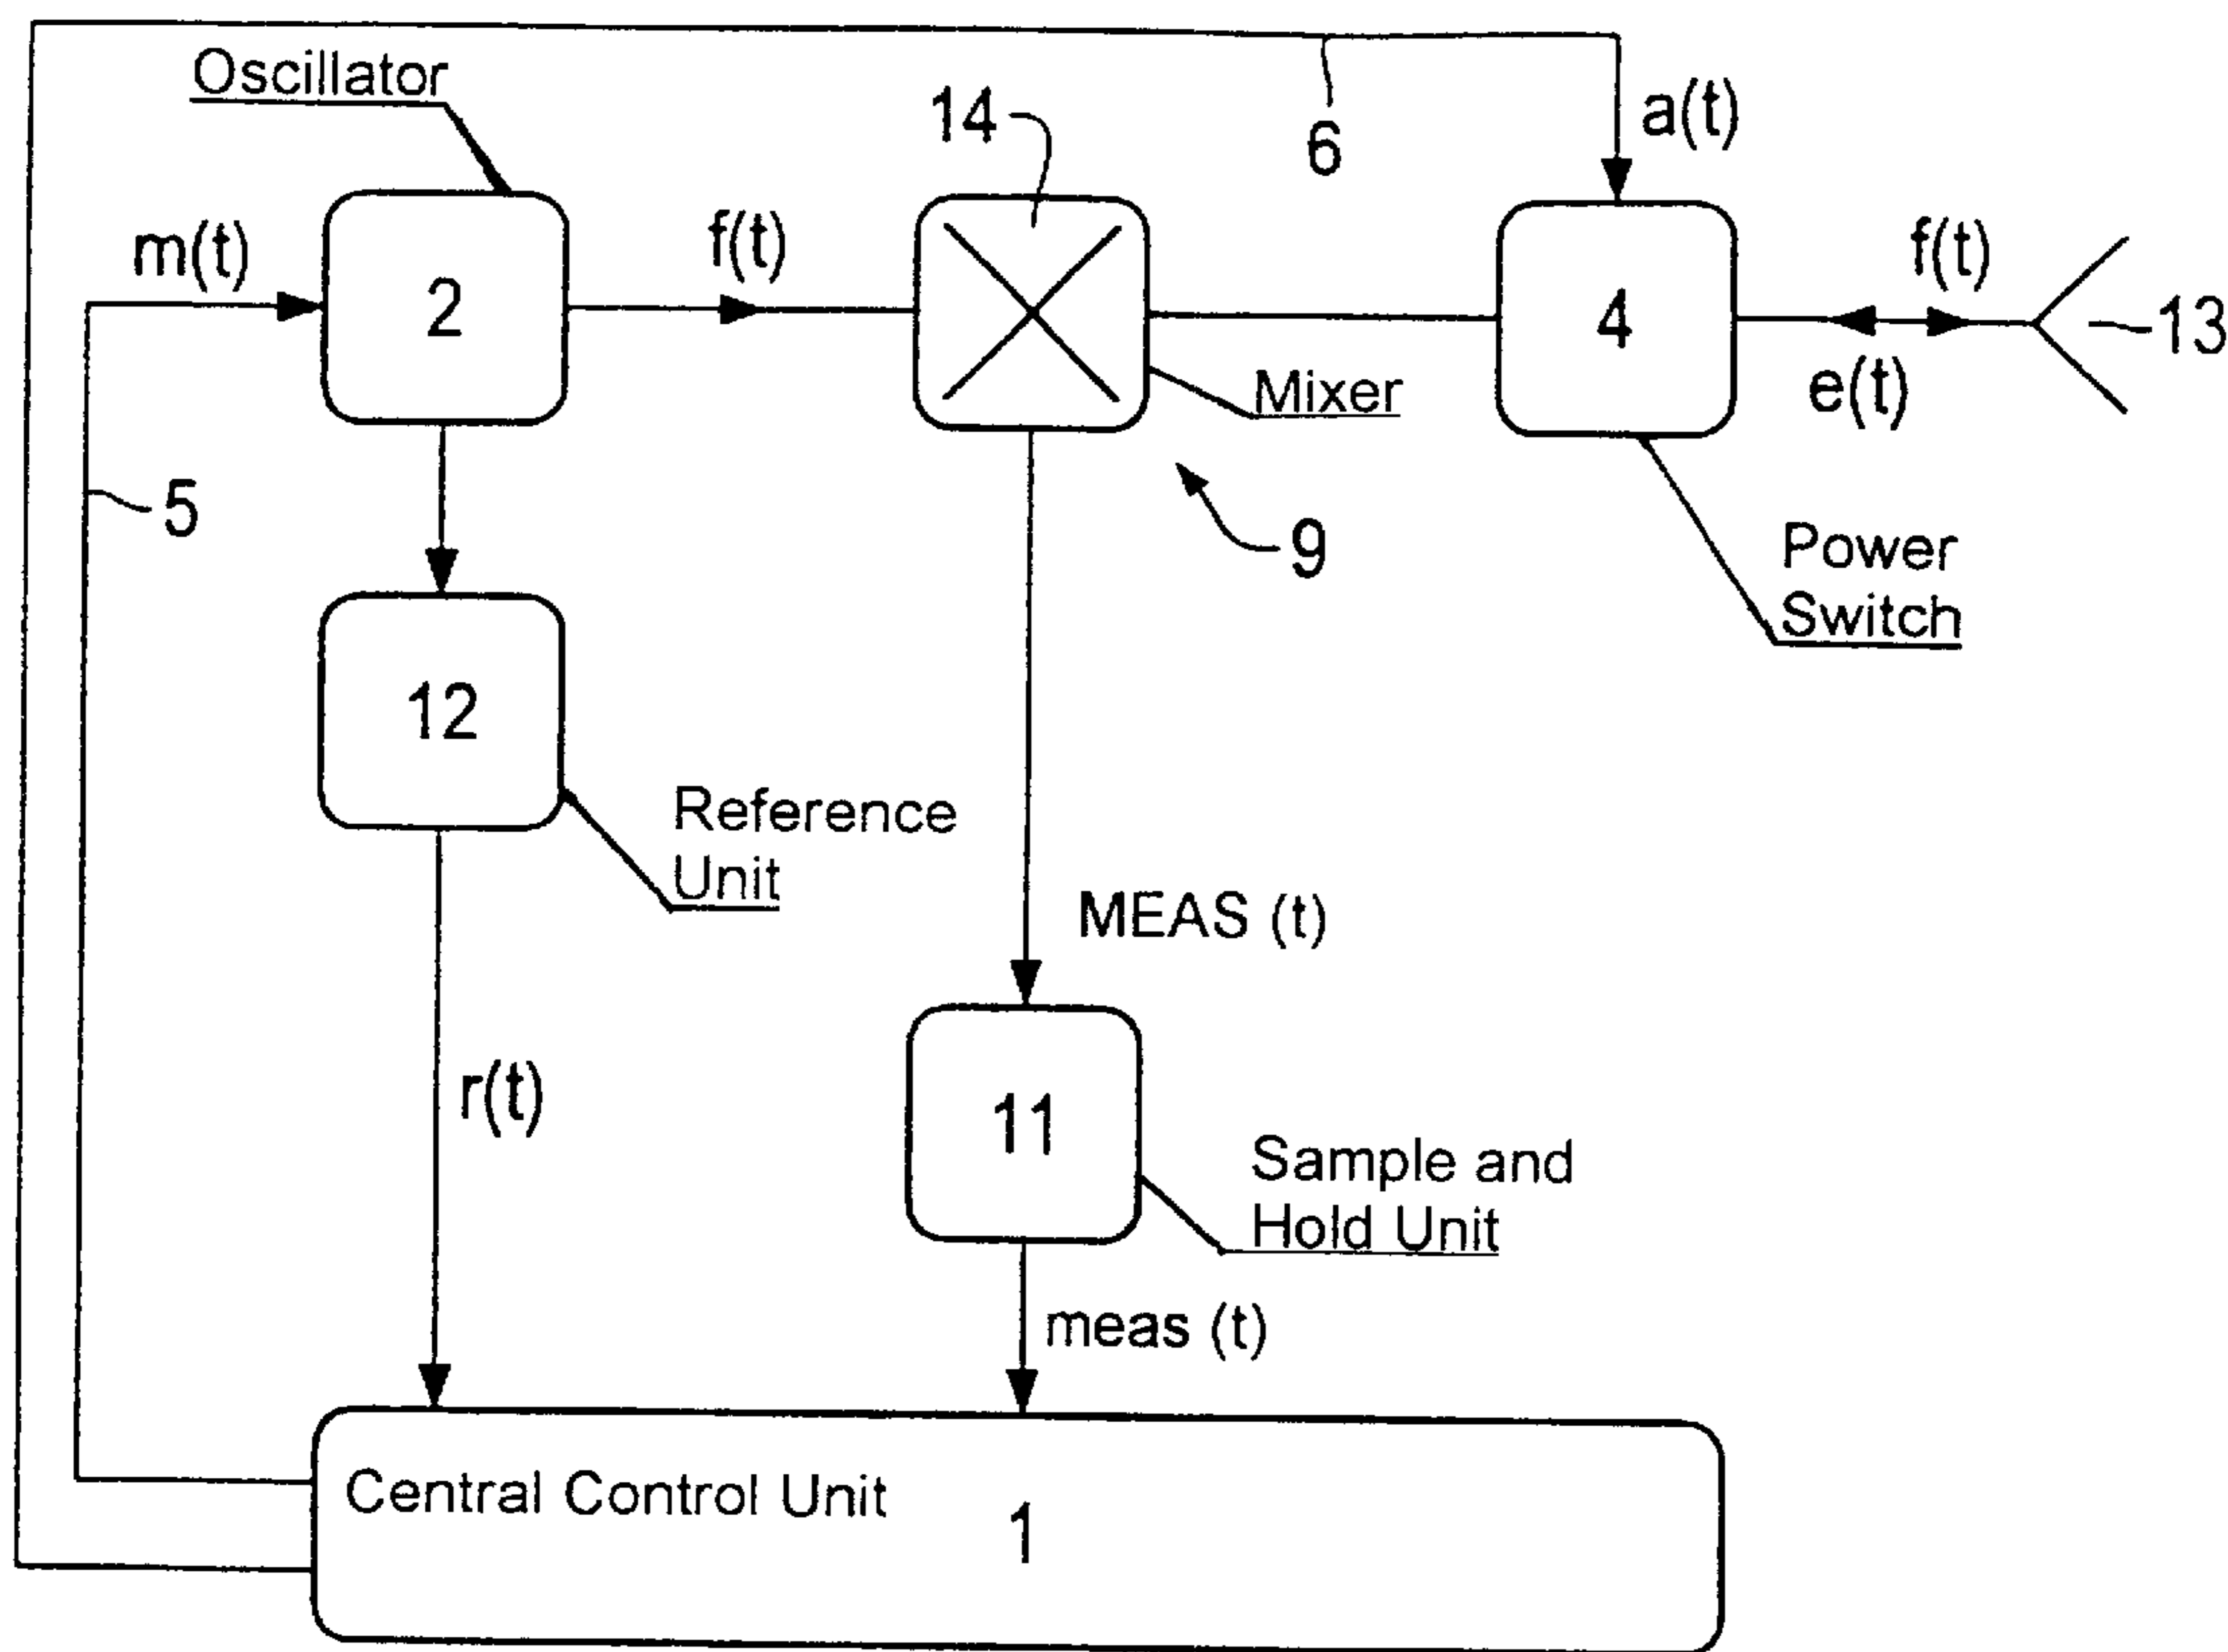 Oscillator
14
6
a(t)
m(t)
2
f(t)
4
f(t)
13
Mixer
e(t)
5
9
Power
Switch
12
Reference
Unit
MEAS (t)
r(t)
11
Sample and
Hold Unit
meas (t)
Central Control Unit
1